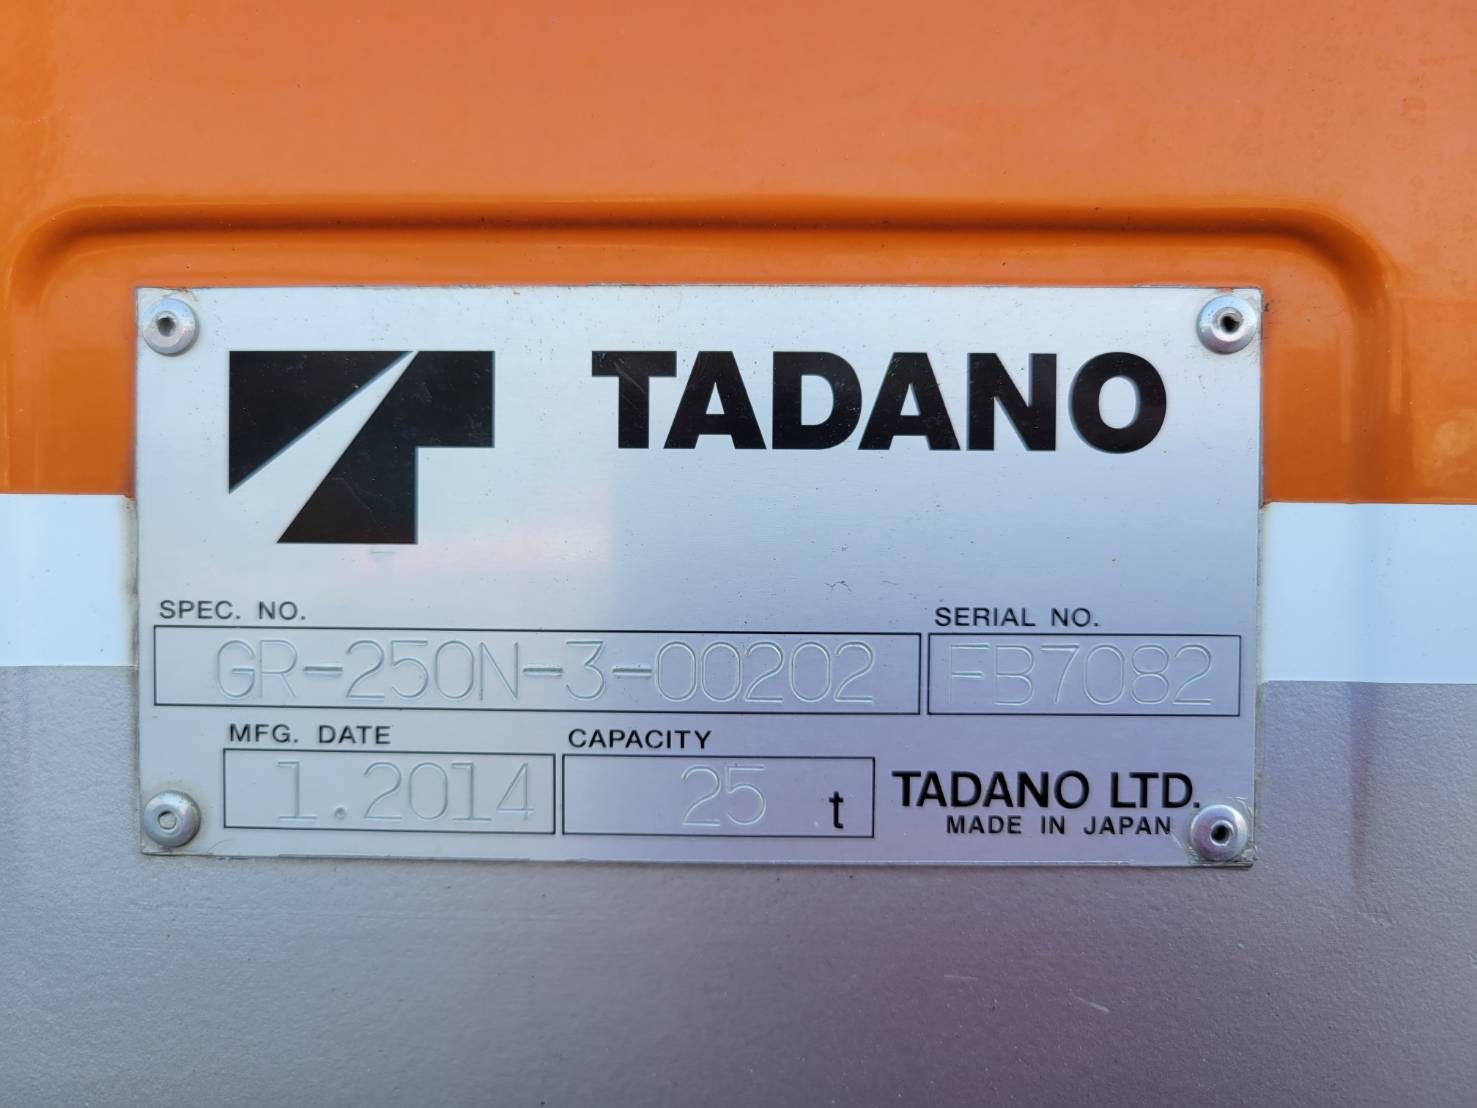 TADANO
SPEC. NO.
GR-250N-3-00202
SERIAL NO.
FB7082
MFG. DATE
1.2014
CAPACITY
25 t
TADANO LTD.
MADE IN JAPAN